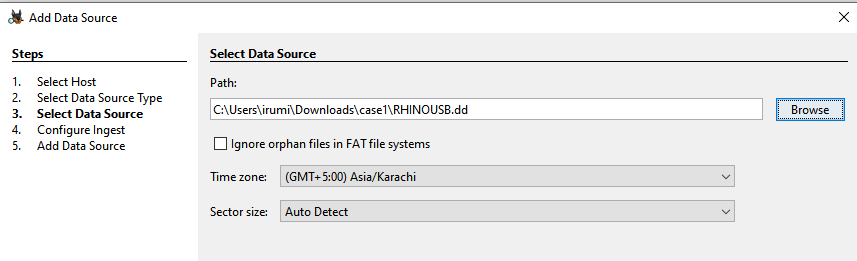 Add Data Source
Steps
1. Select Host
2. Select Data Source Type
3. Select Data Source
4. Configure Ingest
5. Add Data Source
Select Data Source
Path:
C:\Users\irumi\Downloads\case1\RHINOUSB.dd
Browse
Ignore orphan files in FAT file systems
Time zone: (GMT+5:00) Asia/Karachi
Sector size: Auto Detect